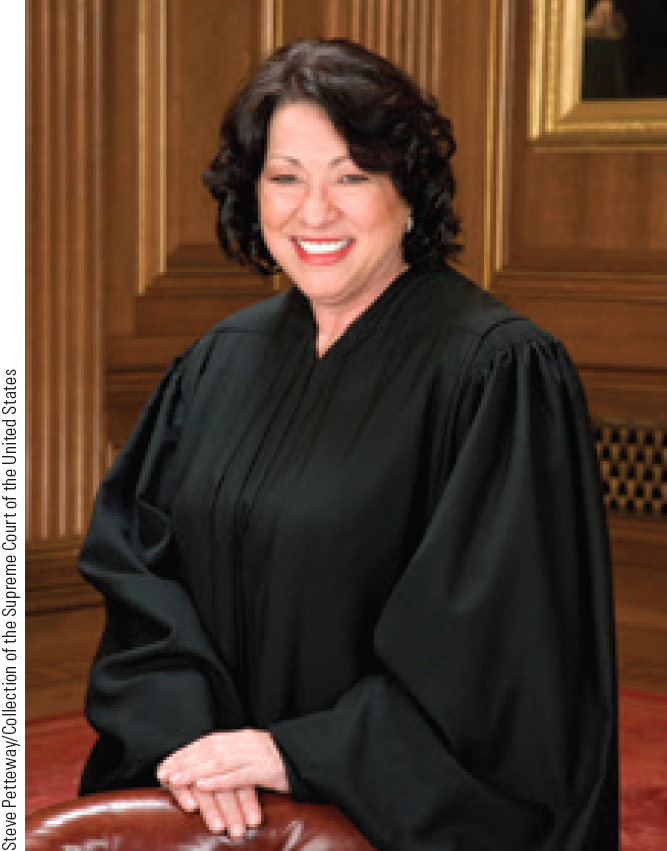 Steve Petteway/Collection of the Supreme Court of the United States